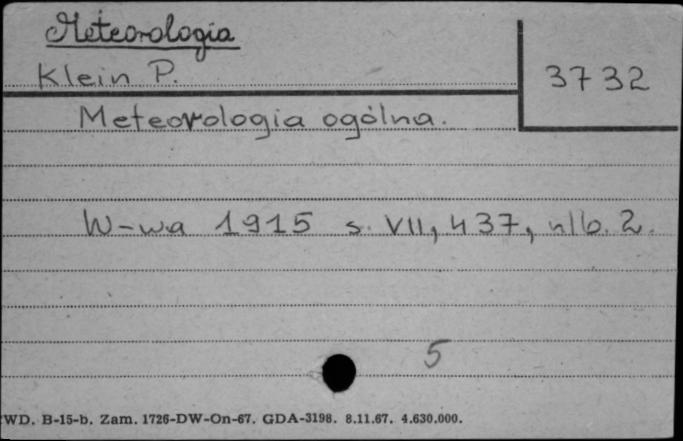 Meteorologia
Klein P.
3732
Meteorologia ogólna.
W-wa 1915 s. VII, 437, nlb. 2.
5
WD. B-15-b. Zam. 1726-DW-On-67. GDA-3198. 8.11.67. 4.630.000.